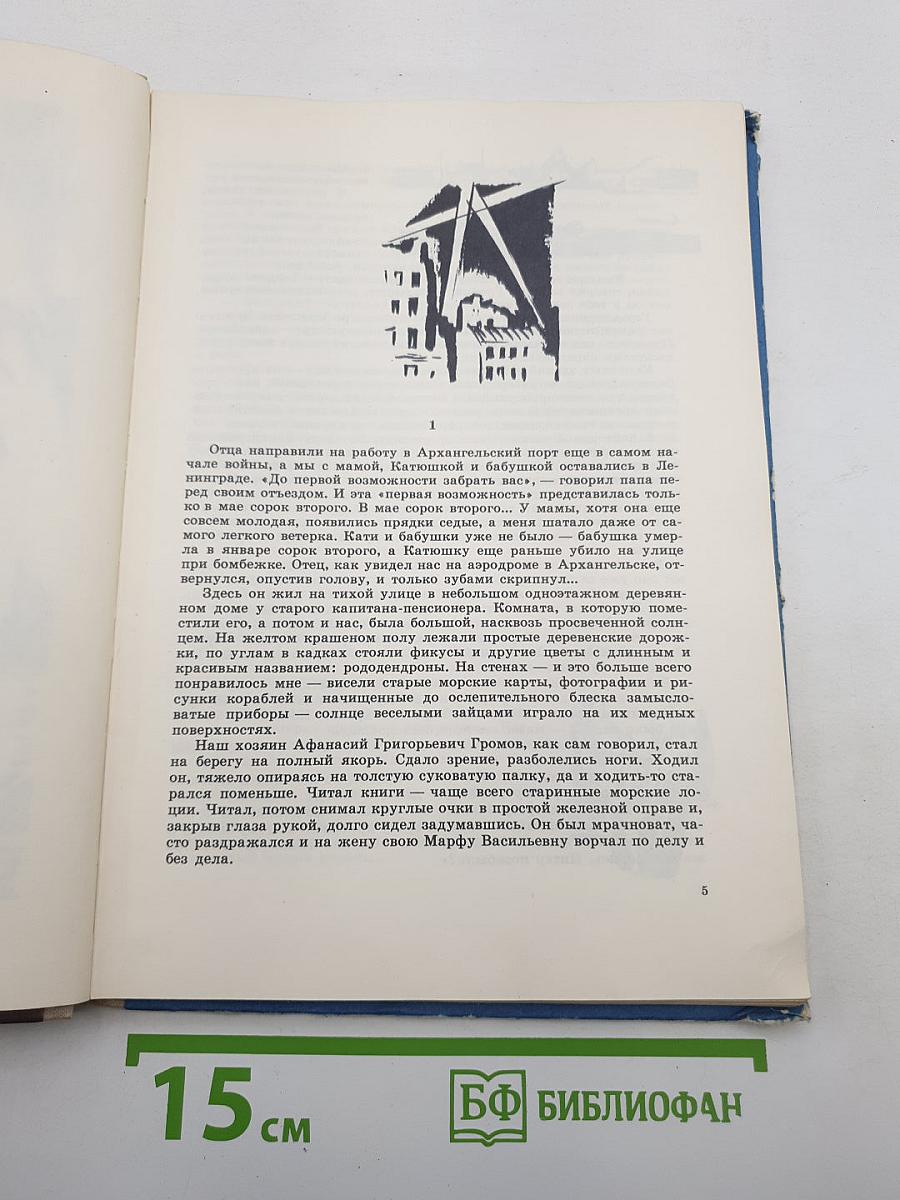 1
Отца направили на работу в Архангельский порт еще в самом на-
чале войны, а мы с мамой, Катюшкой и бабушкой оставались в Ле-
нинграде. «До первой возможности забрать вас», — говорил папа пе-
ред своим отъездом. И эта «первая возможность» представилась толь-
ко в мае сорок второго. В мае сорок второго... У мамы, хотя она еще
совсем молодая, появились прядки седые, а меня шатало даже от са-
мого легкого ветерка. Кати и бабушки уже не было — бабушка умер-
ла в январе сорок второго, а Катюшку еще раньше убило на улице
при бомбежке. Отец, как увидел нас на аэродроме в Архангельске, от-
вернулся, опустив голову, и только зубами скрипнул...
Здесь он жил на тихой улице в небольшом одноэтажном деревян-
ном доме у старого капитана-пенсионера. Комната, в которую поме-
стили его, а потом и нас, была большой, насквозь просвеченной солн-
цем. На желтом крашеном полу лежали простые деревенские дорож-
ки, по углам в кадках стояли фикусы и другие цветы с длинным и
красивым названием: рододендроны. На стенах — и это больше всего
понравилось мне — висели старые морские карты, фотографии и ри-
сунки кораблей и начищенные до ослепительного блеска замысло-
ватые приборы — солнце веселыми зайцами играло на их медных
поверхностях.
Наш хозяин Афанасий Григорьевич Громов, как сам говорил, стал
на берегу на полный якорь. Сдало зрение, разболелись ноги. Ходил
он, тяжело опираясь на толстую суковатую палку, да и ходить-то ста-
рался поменьше. Читал книги — чаще всего старинные морские ло-
ции. Читал, потом снимал круглые очки в простой железной оправе и,
закрыв глаза рукой, долго сидел задумавшись. Он был мрачноват, ча-
сто раздражался и на жену свою Марфу Васильевну ворчал по делу и
без дела.
5
15 см
БФ БИБЛИОФАН